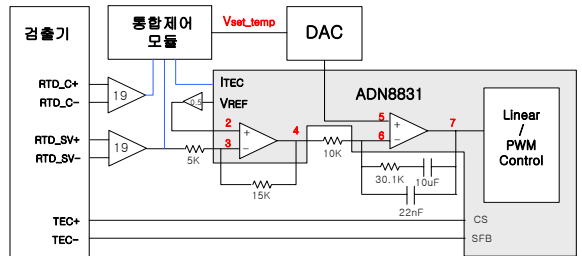 검출기
통합제어
모듈
Vset_temp
DAC
RTD_C+
RTD_C-
19
ITEC
VREF
0.5
ADN8831
RTD_SV+
RTD_SV-
19
2
3
4
5
6
7
5K
15K
10K
30.1K
10uF
22nF
Linear
/
PWM
Control
TEC+
TEC-
CS
SFB